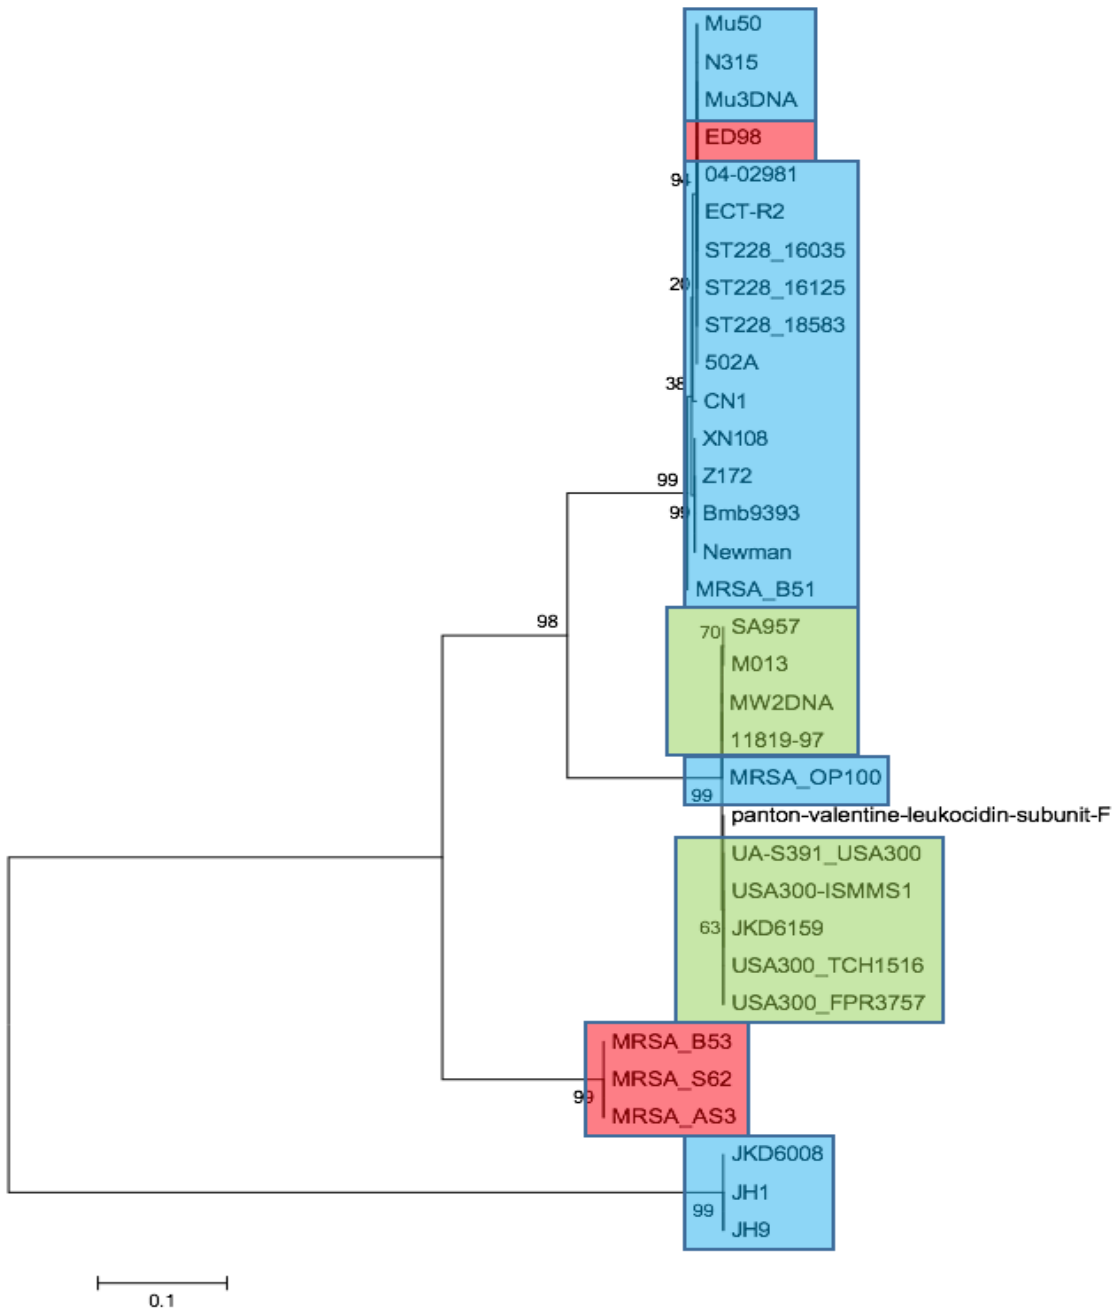 Mu50
N315
Mu3DNA
ED98
94
04-02981
ECT-R2
ST228_16035
20
ST228_16125
ST228_18583
502A
38
CN1
XN108
99
Z172
99
Bmb9393
Newman
MRSA_B51
98
70
SA957
M013
MW2DNA
11819-97
MRSA_OP100
99
panton-valentine-leukocidin-subunit-F
UA-S391_USA300
USA300-ISMMS1
63
JKD6159
USA300_TCH1516
USA300_FPR3757
MRSA_B53
MRSA_S62
99
MRSA_AS3
JKD6008
JH1
99
JH9
0.1